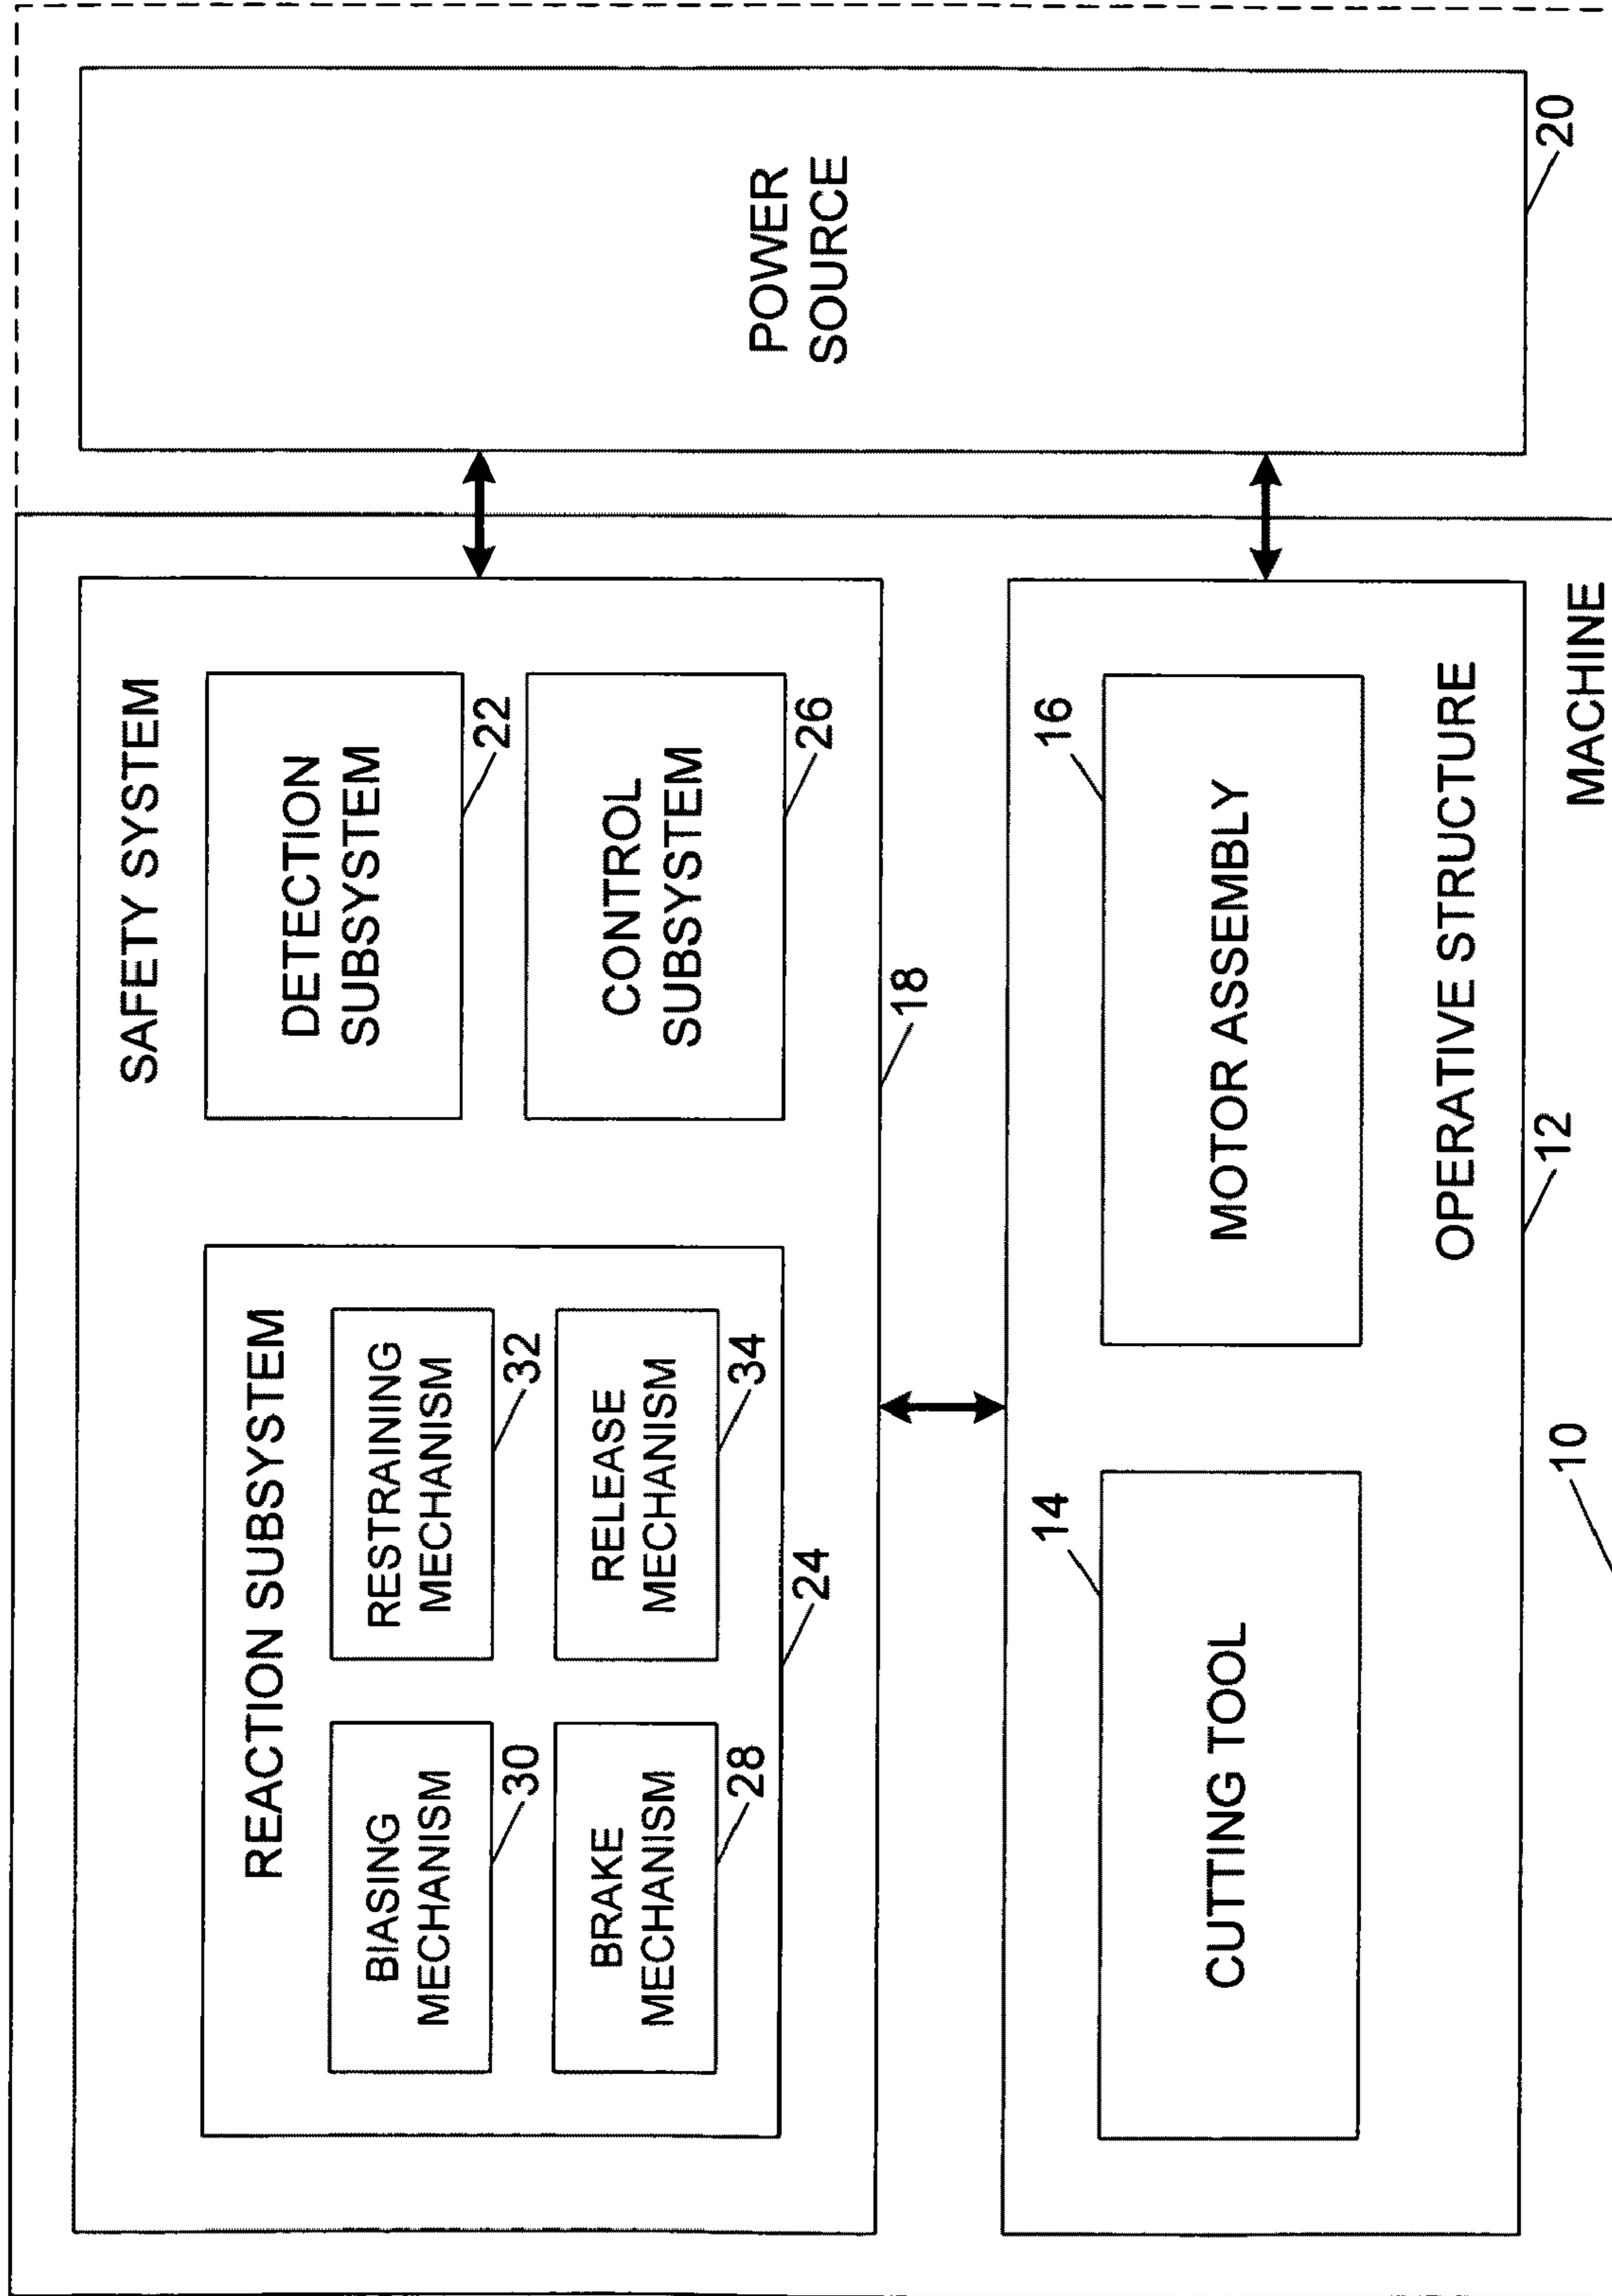 SAFETY SYSTEM
REACTION SUBSYSTEM
BIASING
MECHANISM
30
RESTRAINING
MECHANISM
32
BRAKE
MECHANISM
28
RELEASE
MECHANISM
34
24
DETECTION
SUBSYSTEM
22
CONTROL
SUBSYSTEM
26
18
POWER
SOURCE
20
14
CUTTING TOOL
16
MOTOR ASSEMBLY
OPERATIVE STRUCTURE
12
10
MACHINE